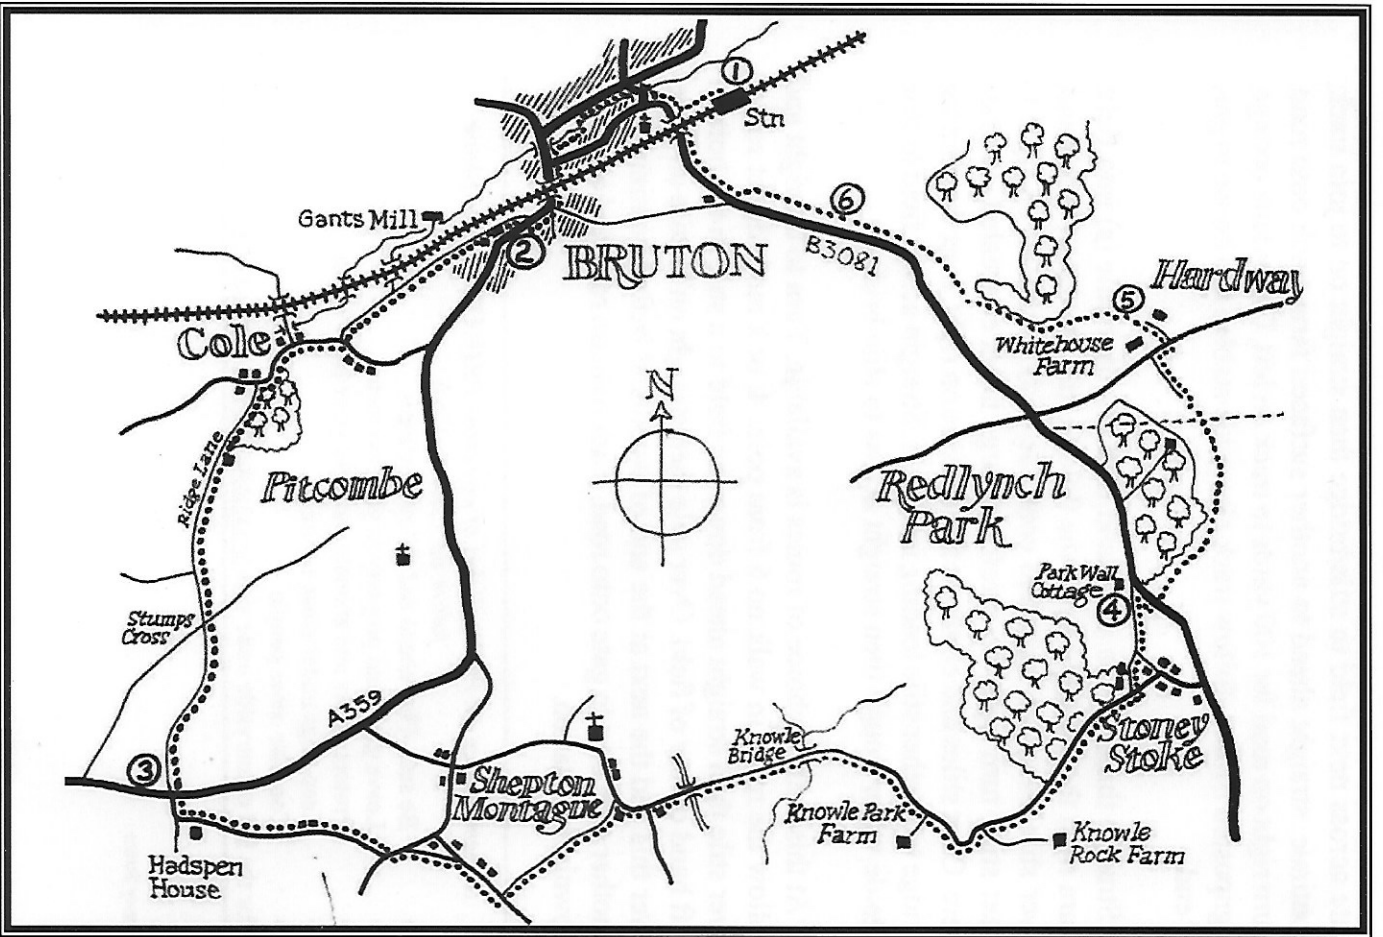 1
Stn
Gants Mill
2
BRUTON
6
B3081
Hardway
5
Whitehouse
Farm
Cole
N
Ridge Lane
Pitcombe
Redlynch
Park
Park Wall
Cottage
4
Stumps
Cross
A359
Stoney
Stoke
Knowle
Bridge
3
Shepton
Montague
Knowle Park
Farm
Knowle
Rock Farm
Hadspen
House